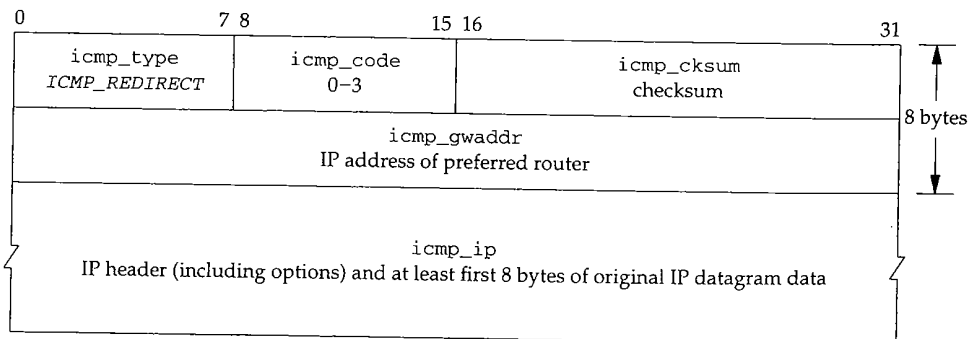 0 7 8 15 16 31
icmp_type icmp_code icmp_cksum
ICMP_REDIRECT 0–3 checksum
8 bytes
icmp_gwaddr
IP address of preferred router
icmp_ip
IP header (including options) and at least first 8 bytes of original IP datagram data